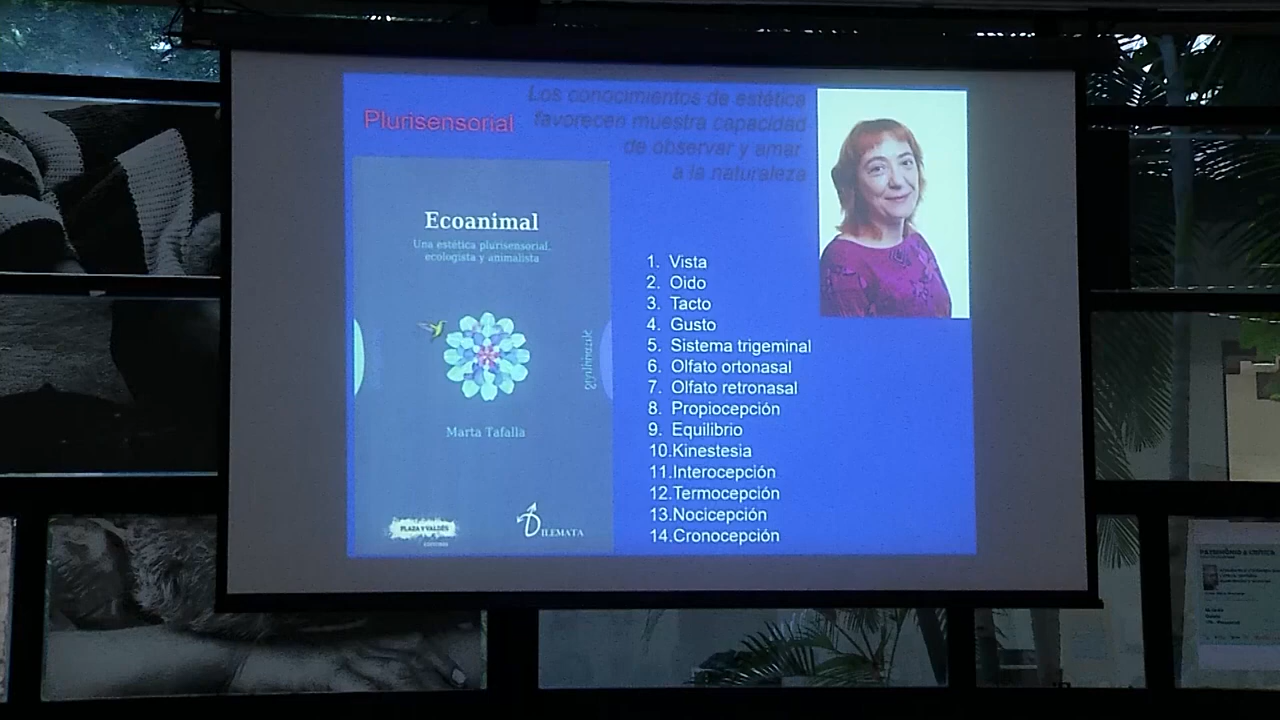 Plurisensorial
Los conocimientos de estética
favorecen muestra capacidad
de observar y amar
a la naturaleza
Ecoanimal
Una estética plurisensorial,
ecologista y animalista
Marta Tafalla
PLAZA Y VALDÉS
DILEMATA
1. Vista
2. Oido
3. Tacto
4. Gusto
5. Sistema trigeminal
6. Olfato ortonasal
7. Olfato retronasal
8. Propiocepción
9. Equilibrio
10.Kinestesia
11.Interocepción
12.Termocepción
13.Nocicepción
14.Cronocepción